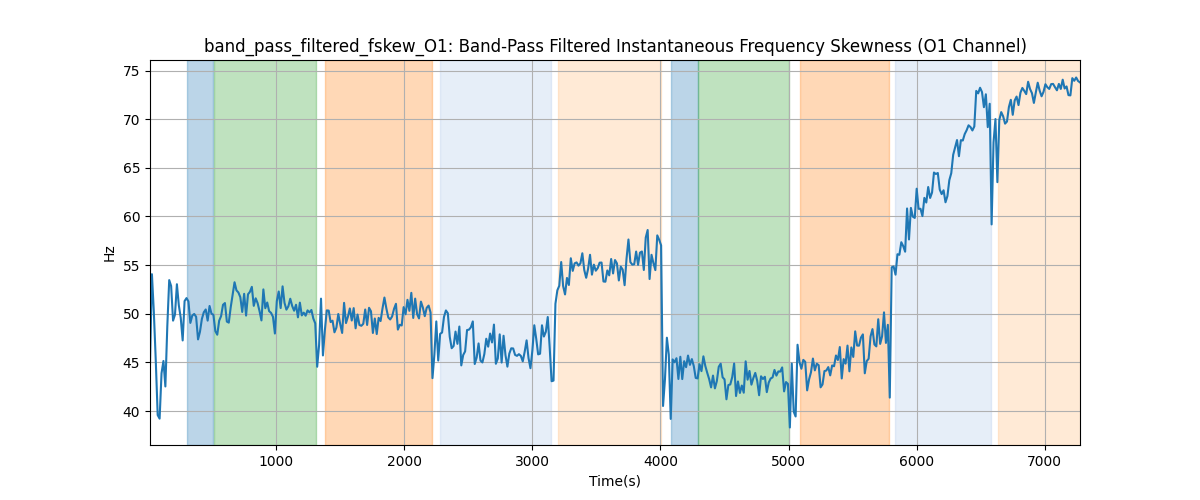 band_pass_filtered_fskew_O1: Band-Pass Filtered Instantaneous Frequency Skewness (O1 Channel)
75
70
65
60
55
50
45
40
Hz
1000 2000 3000 4000 5000 6000 7000
Time(s)